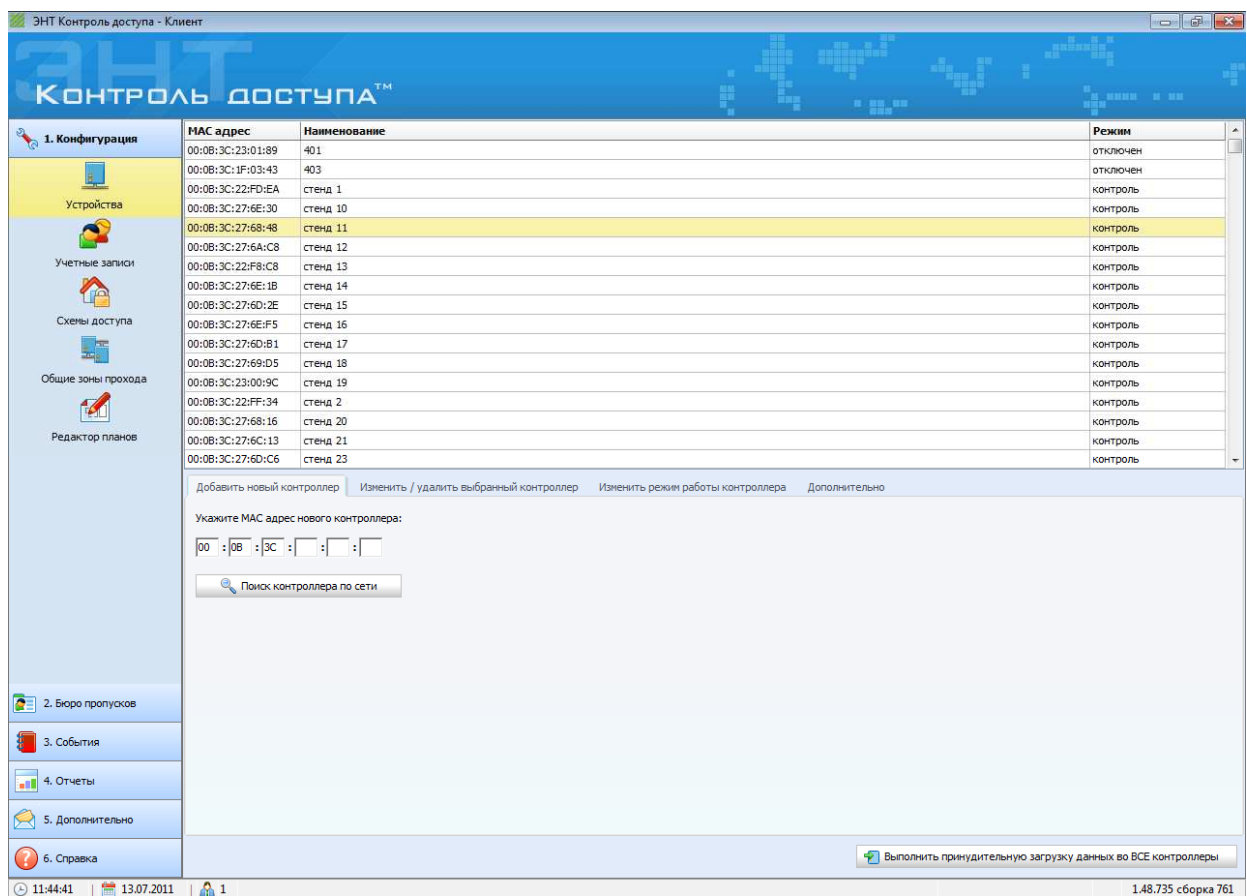 ЭНТ Контроль доступа - Клиент
ЭНТ
КОНТРОЛЬ ДОСТУПА™
1. Конфигурация
Устройства
Учетные записи
Схемы доступа
Общие зоны прохода
Редактор планов
2. Бюро пропусков
3. События
4. Отчеты
5. Дополнительно
6. Справка
MAC адрес Наименование Режим
00:0B:3C:23:01:89 401 отключен
00:0B:3C:1F:03:43 403 отключен
00:0B:3C:22:FD:EA стенд 1 контроль
00:0B:3C:27:6E:30 стенд 10 контроль
00:0B:3C:27:68:48 стенд 11 контроль
00:0B:3C:27:6A:C8 стенд 12 контроль
00:0B:3C:22:F8:C8 стенд 13 контроль
00:0B:3C:27:6E:1B стенд 14 контроль
00:0B:3C:27:6D:2E стенд 15 контроль
00:0B:3C:27:6E:F5 стенд 16 контроль
00:0B:3C:27:6D:B1 стенд 17 контроль
00:0B:3C:27:69:D5 стенд 18 контроль
00:0B:3C:23:00:9C стенд 19 контроль
00:0B:3C:22:FF:34 стенд 2 контроль
00:0B:3C:27:68:16 стенд 20 контроль
00:0B:3C:27:6C:13 стенд 21 контроль
00:0B:3C:27:6D:C6 стенд 23 контроль
Добавить новый контроллер Изменить / удалить выбранный контроллер Изменить режим работы контроллера Дополнительно
Укажите MAC адрес нового контроллера:
00 : 0B : 3C : : :
Поиск контроллера по сети
Выполнить принудительную загрузку данных во ВСЕ контроллеры
11:44:41 13.07.2011 1 1.48.735 сборка 761